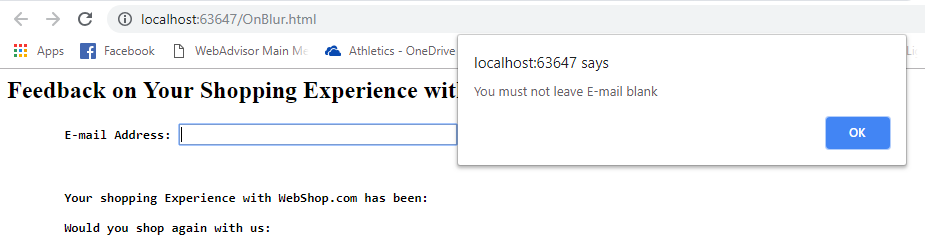 localhost:63647/OnBlur.html
Apps Facebook WebAdvisor Main Me Athletics - OneDrive
localhost:63647 says
You must not leave E-mail blank
OK
Feedback on Your Shopping Experience wit
E-mail Address:
Your shopping Experience with WebShop.com has been:
Would you shop again with us: